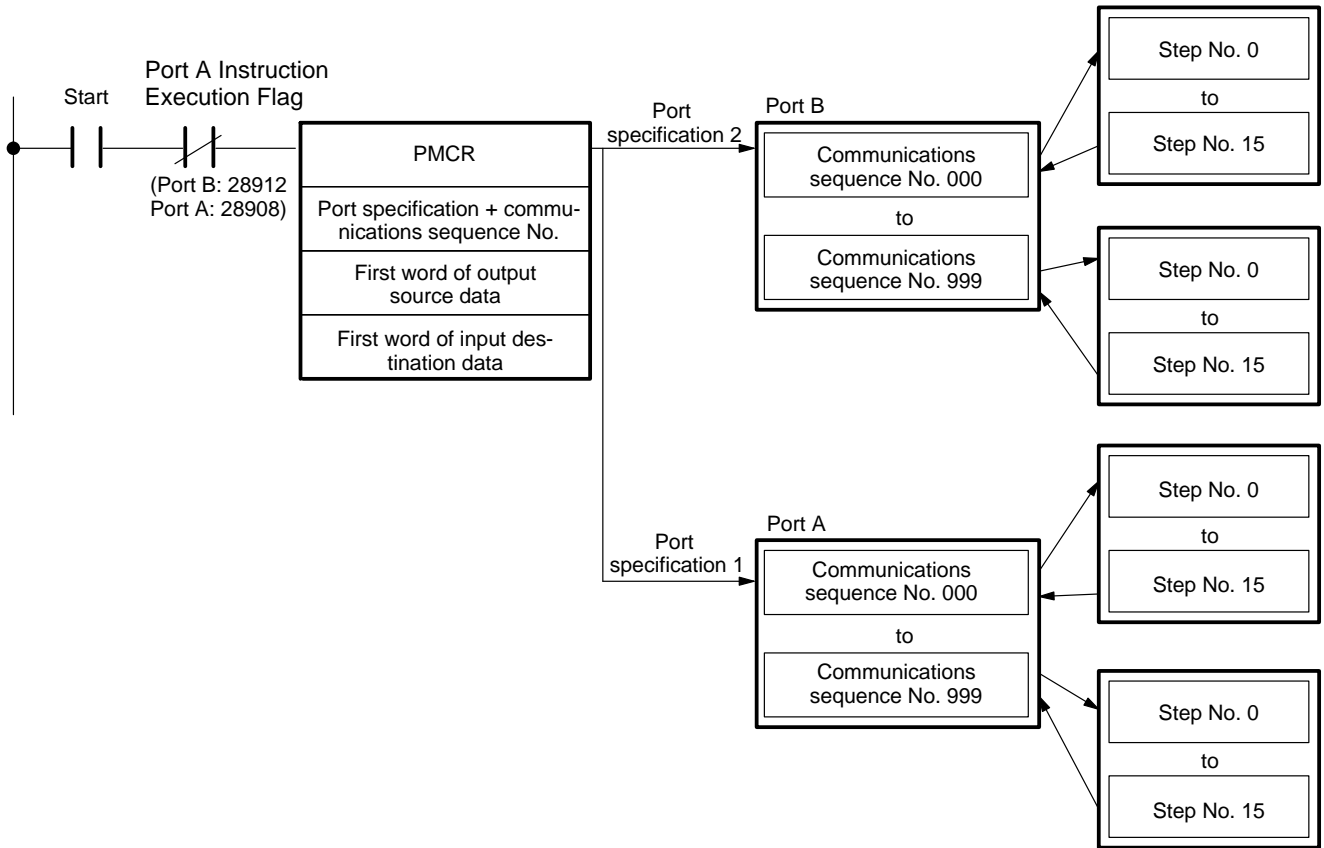 Start
Port A Instruction
Execution Flag
(Port B: 28912
Port A: 28908)
PMCR
Port specification + commu-
nications sequence No.
First word of output
source data
First word of input des-
tination data
Port
specification 2
Port B
Communications
sequence No. 000
to
Communications
sequence No. 999
Step No. 0
to
Step No. 15
Step No. 0
to
Step No. 15
Port
specification 1
Port A
Communications
sequence No. 000
to
Communications
sequence No. 999
Step No. 0
to
Step No. 15
Step No. 0
to
Step No. 15